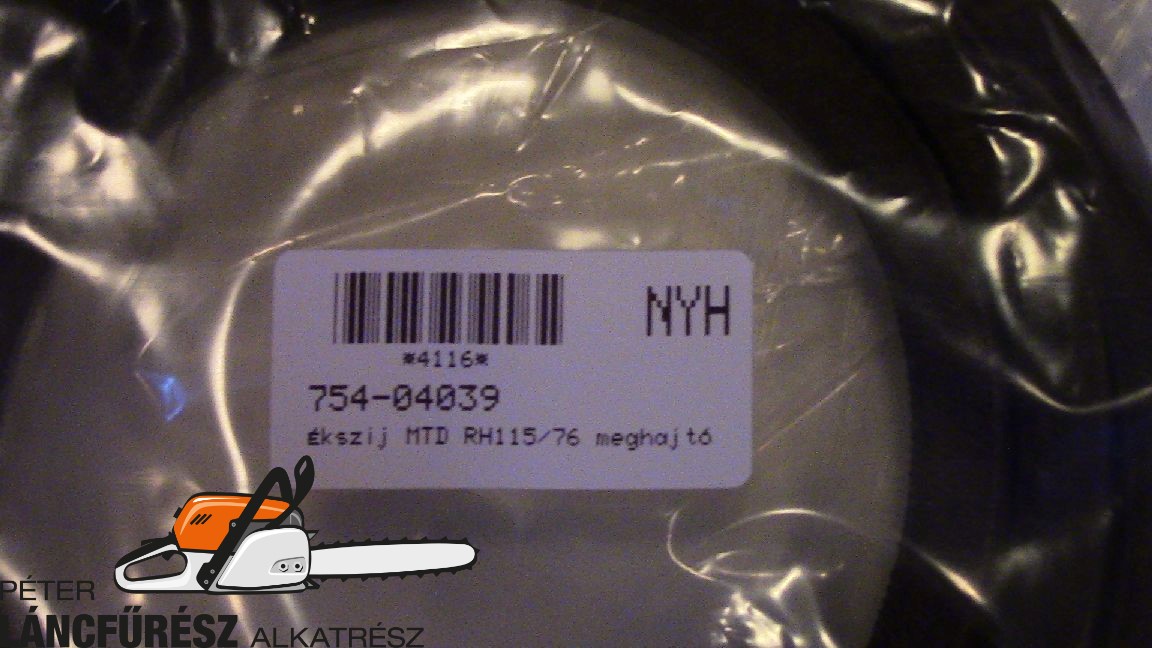 NYH
*4116*
754-04039
Ékszij MTD RH115/76 meghajtó
PÉTER
LÁNCFŰRÉSZ ALKATRÉSZ